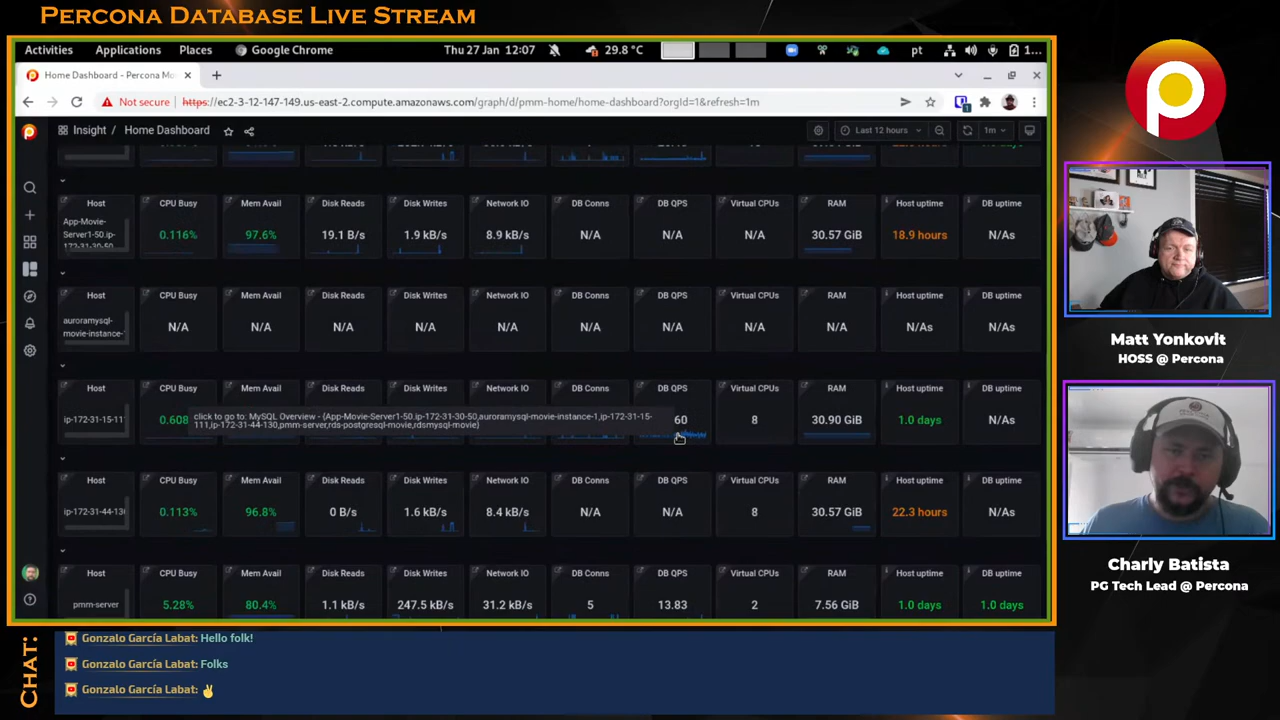 PERCONA DATABASE LIVE STREAM
Activities Applications Places Google Chrome Thu 27 Jan 12:07 29.8 °C pt 1...
Home Dashboard - Percona Mo
Not secure https://ec2-3-12-147-149.us-east-2.compute.amazonaws.com/graph/d/pmm-home/home-dashboard?orgId=1&refresh=1m
Insight / Home Dashboard Last 12 hours 1m
Host CPU Busy Mem Avail Disk Reads Disk Writes Network IO DB Conns DB QPS Virtual CPUs RAM Host uptime DB uptime
App-Movie-
Server1-50.ip-
172-31-30-50
0.116% 97.6% 19.1 B/s 1.9 kB/s 8.9 kB/s N/A N/A N/A 30.57 GiB 18.9 hours N/As
Host CPU Busy Mem Avail Disk Reads Disk Writes Network IO DB Conns DB QPS Virtual CPUs RAM Host uptime DB uptime
auroramysql-
movie-instance-
N/A N/A N/A N/A N/A N/A N/A N/A N/A N/As N/As
Host CPU Busy Mem Avail Disk Reads Disk Writes Network IO DB Conns DB QPS Virtual CPUs RAM Host uptime DB uptime
click to go to: MySQL Overview - {App-Movie-Server1-50.ip-172-31-30-50,auroramysql-movie-instance-1,ip-172-31-15-
111,ip-172-31-44-130,pmm-server,rds-postgresql-movie,rdsmysql-movie}
ip-172-31-15-11 0.608 60 8 30.90 GiB 1.0 days N/As
Host CPU Busy Mem Avail Disk Reads Disk Writes Network IO DB Conns DB QPS Virtual CPUs RAM Host uptime DB uptime
ip-172-31-44-13 0.113% 96.8% 0 B/s 1.6 kB/s 8.4 kB/s N/A N/A 8 30.57 GiB 22.3 hours N/As
Host CPU Busy Mem Avail Disk Reads Disk Writes Network IO DB Conns DB QPS Virtual CPUs RAM Host uptime DB uptime
pmm-server 5.28% 80.4% 1.1 kB/s 247.5 kB/s 31.2 kB/s 5 13.83 2 7.56 GiB 1.0 days 1.0 days
Matt Yonkovit
HOSS @ Percona
Charly Batista
PG Tech Lead @ Percona
CHAT:
Gonzalo García Labat: Hello folk!
Gonzalo García Labat: Folks
Gonzalo García Labat: ✌